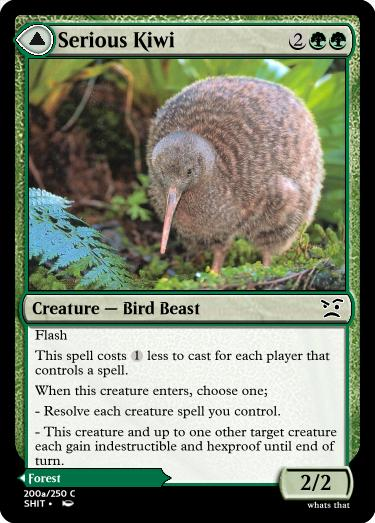 Serious Kiwi 2
Creature — Bird Beast
Flash
This spell costs 1 less to cast for each player that
controls a spell.
When this creature enters, choose one;
- Resolve each creature spell you control.
- This creature and up to one other target creature
each gain indestructible and hexproof until end of
turn.
Forest
2/2
200a/250 C
SHIT •
whats that